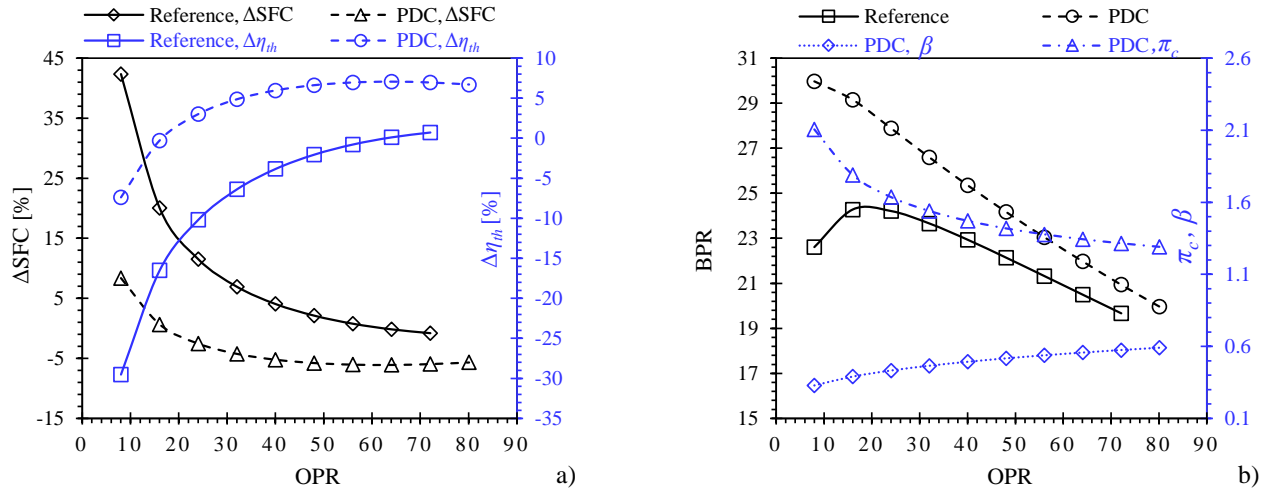 Reference, ΔSFC
PDC, ΔSFC
Reference, Δη_th
PDC, Δη_th
45
35
25
15
5
-5
-15
ΔSFC [%]
10
5
0
-5
-10
-15
-20
-25
-30
-35
Δη_th [%]
0 10 20 30 40 50 60 70 80 90
OPR
a)
Reference
PDC
PDC, β
PDC, π_c
31
29
27
25
23
21
19
17
15
BPR
2.6
2.1
1.6
1.1
0.6
0.1
π_c, β
0 10 20 30 40 50 60 70 80 90
OPR
b)